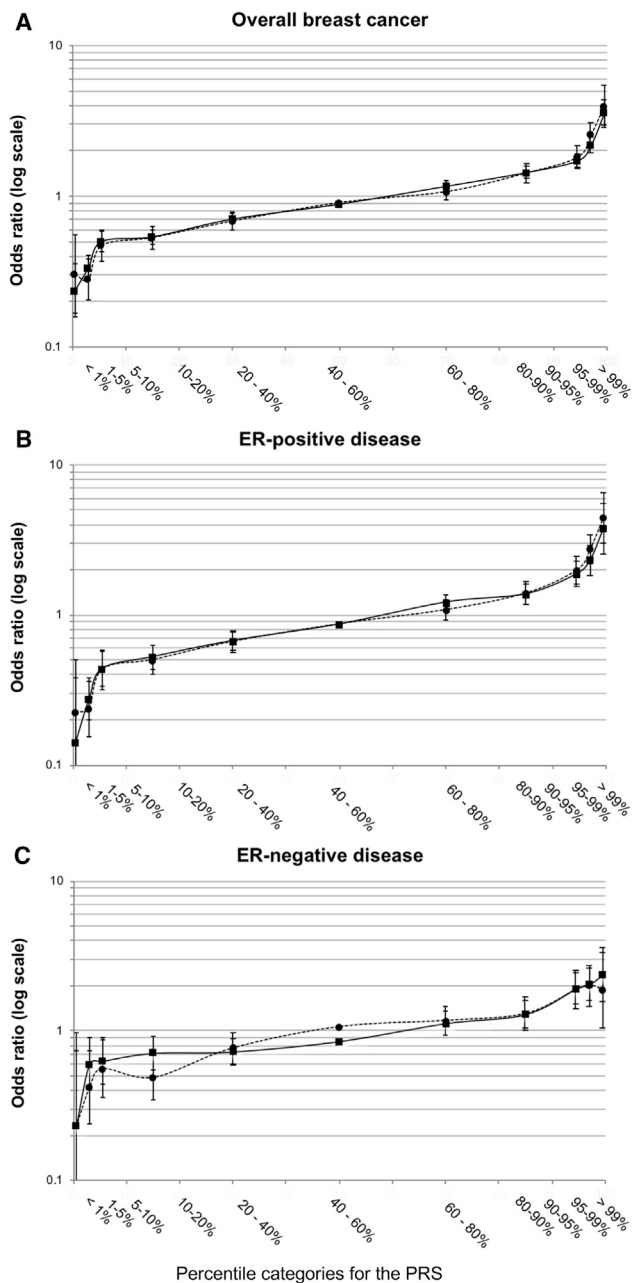 A
Overall breast cancer
Odds ratio (log scale)
10
1
0.1
< 1%
1-5%
5-10%
10-20%
20 - 40%
40 - 60%
60 - 80%
80-90%
90-95%
95-99%
> 99%
B
ER-positive disease
Odds ratio (log scale)
10
1
0.1
< 1%
1-5%
5-10%
10-20%
20 - 40%
40 - 60%
60 - 80%
80-90%
90-95%
95-99%
> 99%
C
ER-negative disease
Odds ratio (log scale)
10
1
0.1
< 1%
1-5%
5-10%
10-20%
20 - 40%
40 - 60%
60 - 80%
80-90%
90-95%
95-99%
> 99%
Percentile categories for the PRS